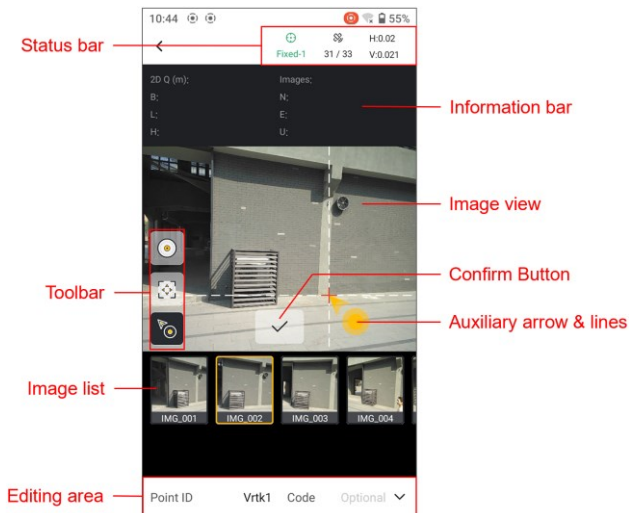 10:44
55%
Status bar
Fixed-1
31 / 33
H:0.02
V:0.021
2D Q (m);
Images;
B;
N;
L;
E;
H;
U;
Information bar
Image view
Confirm Button
Toolbar
Auxiliary arrow & lines
Image list
IMG_001
IMG_002
IMG_003
IMG_004
Editing area
Point ID
Vrtk1
Code
Optional